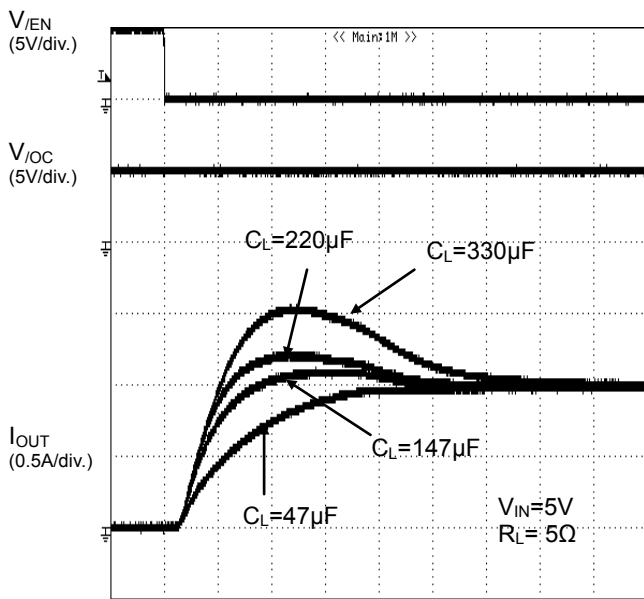 V/EN
(5V/div.)
<< Main:1M >>
T
V/OC
(5V/div.)
CL=220µF
CL=330µF
IOUT
(0.5A/div.)
CL=147µF
CL=47µF
VIN=5V
RL= 5Ω